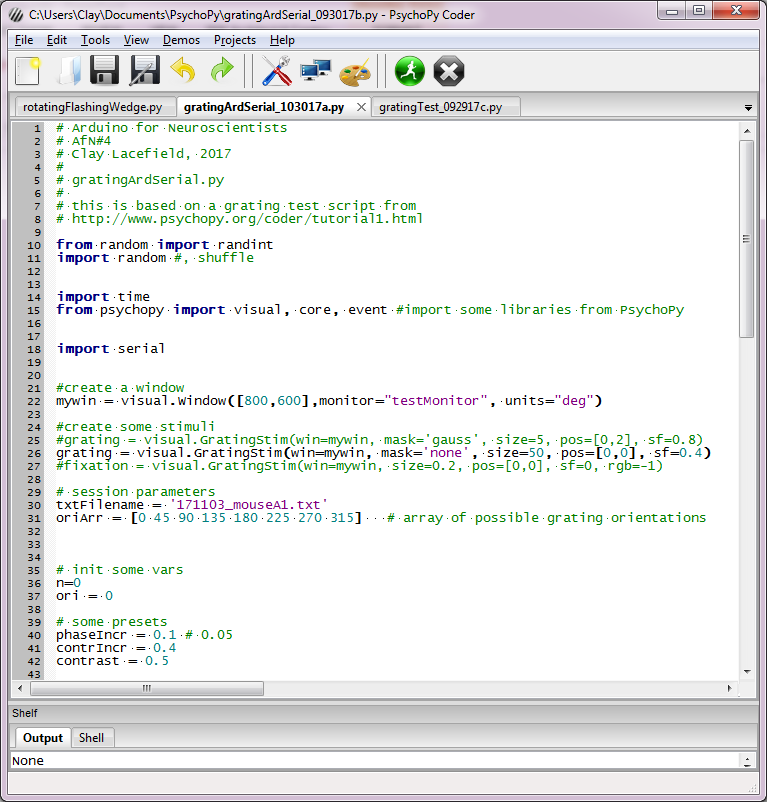 C:\Users\Clay\Documents\PsychoPy\gratingArdSerial_093017b.py - PsychoPy Coder
File Edit Tools View Demos Projects Help
rotatingFlashingWedge.py gratingArdSerial_103017a.py gratingTest_092917c.py
1 # Arduino for Neuroscientists
2 # AfN#4
3 # Clay Lacefield, 2017
4 #
5 # gratingArdSerial.py
6 #
7 # this is based on a grating test script from
8 # http://www.psychopy.org/coder/tutorial1.html
9
10 from random import randint
11 import random #, shuffle
12
13
14 import time
15 from psychopy import visual, core, event #import some libraries from PsychoPy
16
17
18 import serial
19
20
21 #create a window
22 mywin = visual.Window([800,600],monitor="testMonitor", units="deg")
23
24 #create some stimuli
25 #grating = visual.GratingStim(win=mywin, mask='gauss', size=5, pos=[0,2], sf=0.8)
26 grating = visual.GratingStim(win=mywin, mask='none', size=50, pos=[0,0], sf=0.4)
27 #fixation = visual.GratingStim(win=mywin, size=0.2, pos=[0,0], sf=0, rgb=-1)
28
29 # session parameters
30 txtFilename = '171103_mouseA1.txt'
31 oriArr = [0 45 90 135 180 225 270 315]   # array of possible grating orientations
32
33
34
35 # init some vars
36 n=0
37 ori = 0
38
39 # some presets
40 phaseIncr = 0.1 # 0.05
41 contrIncr = 0.4
42 contrast = 0.5
43
Shelf
Output Shell
None